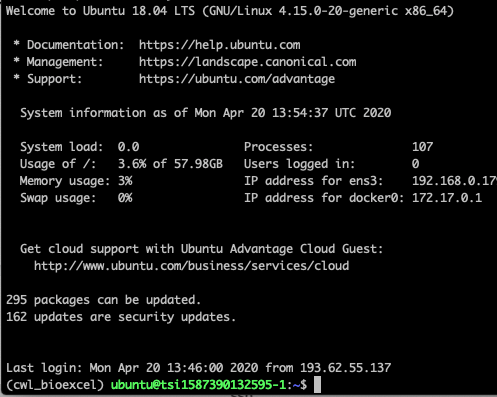 Welcome to Ubuntu 18.04 LTS (GNU/Linux 4.15.0-20-generic x86_64)
* Documentation: https://help.ubuntu.com
* Management: https://landscape.canonical.com
* Support: https://ubuntu.com/advantage
System information as of Mon Apr 20 13:54:37 UTC 2020
System load: 0.0 Processes: 107
Usage of /: 3.6% of 57.98GB Users logged in: 0
Memory usage: 3% IP address for ens3: 192.168.0.17
Swap usage: 0% IP address for docker0: 172.17.0.1
Get cloud support with Ubuntu Advantage Cloud Guest:
http://www.ubuntu.com/business/services/cloud
295 packages can be updated.
162 updates are security updates.
Last login: Mon Apr 20 13:46:00 2020 from 193.62.55.137
(cwl_bioexcel) ubuntu@tsi1587390132595-1:~$